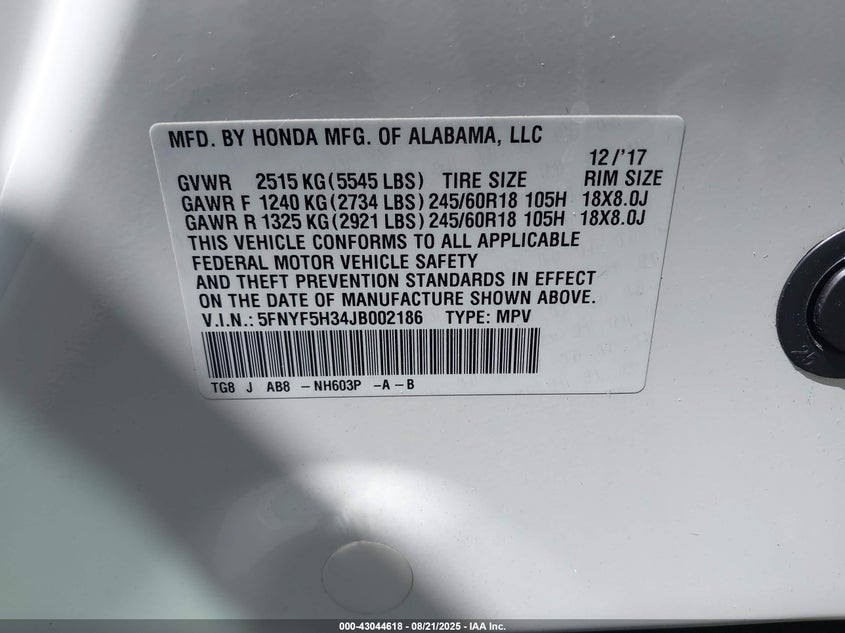 MFD. BY HONDA MFG. OF ALABAMA, LLC
12/'17
GVWR 2515 KG (5545 LBS) TIRE SIZE RIM SIZE
GAWR F 1240 KG (2734 LBS) 245/60R18 105H 18X8.0J
GAWR R 1325 KG (2921 LBS) 245/60R18 105H 18X8.0J
THIS VEHICLE CONFORMS TO ALL APPLICABLE
FEDERAL MOTOR VEHICLE SAFETY
AND THEFT PREVENTION STANDARDS IN EFFECT
ON THE DATE OF MANUFACTURE SHOWN ABOVE.
V.I.N.: 5FNYF5H34JB002186 TYPE: MPV
TG8 J AB8 -NH603P -A-B
000-43044618 - 08/21/2025 - IAA Inc.